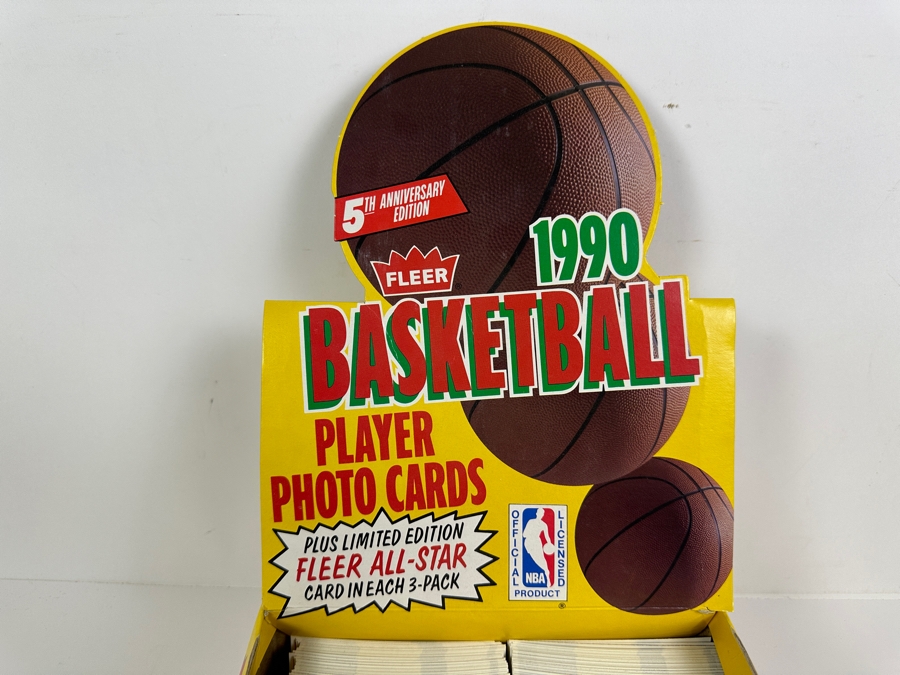 5TH ANNIVERSARY
EDITION
1990
FLEER
BASKETBALL
PLAYER
PHOTO CARDS
PLUS LIMITED EDITION
FLEER ALL-STAR
CARD IN EACH 3-PACK
OFFICIAL
LICENSED
NBA
PRODUCT
®